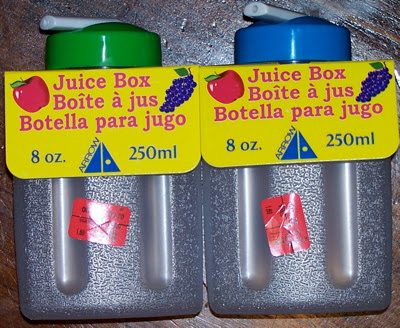 Juice Box
Boîte à jus
Botella para jugo
8 oz.
ARROW
250ml
Juice Box
Boîte à jus
Botella para jugo
8 oz.
ARROW
250ml